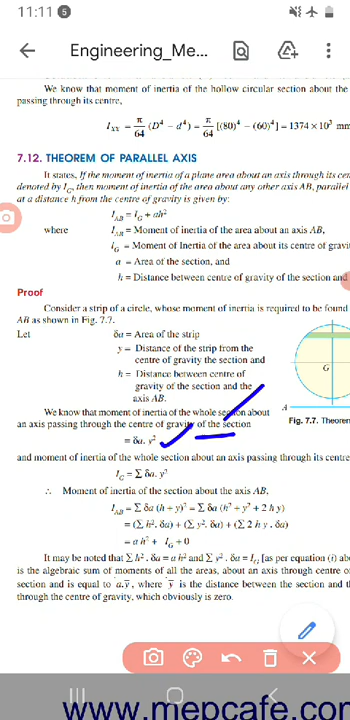 11:11 5
Engineering_Me...
We know that moment of inertia of the hollow circular section about the
passing through its centre,
I_XX = π/64 (D⁴ – d⁴) = π/64 [(80)⁴ – (60)⁴] = 1374 × 10³ mm
7.12. THEOREM OF PARALLEL AXIS
It states, If the moment of inertia of a plane area about an axis through its cen
denoted by I_G, then moment of inertia of the area about any other axis AB, parallel
at a distance h from the centre of gravity is given by:
I_AB = I_G + ah²
where I_AB = Moment of inertia of the area about an axis AB,
I_G = Moment of Inertia of the area about its centre of gravi
a = Area of the section, and
h = Distance between centre of gravity of the section and
Proof
Consider a strip of a circle, whose moment of inertia is required to be found
AB as shown in Fig. 7.7.
Let δa = Area of the strip
y = Distance of the strip from the
centre of gravity the section and
h = Distance between centre of
gravity of the section and the
axis AB.
We know that moment of inertia of the whole section about
an axis passing through the centre of gravity of the section
= δa. y²
G
A
Fig. 7.7. Theorem
and moment of inertia of the whole section about an axis passing through its centre
I_G = Σ δa. y²
∴ Moment of inertia of the section about the axis AB,
I_AB = Σ δa (h + y)² = Σ δa (h² + y² + 2 h y)
= (Σ h². δa) + (Σ y². δa) + (Σ 2 h y . δa)
= a h² + I_G + 0
It may be noted that Σ h² . δa = a h² and Σ y² . δa = I_G [as per equation (i) abo
is the algebraic sum of moments of all the areas, about an axis through centre o
section and is equal to a.ȳ, where ȳ is the distance between the section and t
through the centre of gravity, which obviously is zero.
www.mepcafe.com